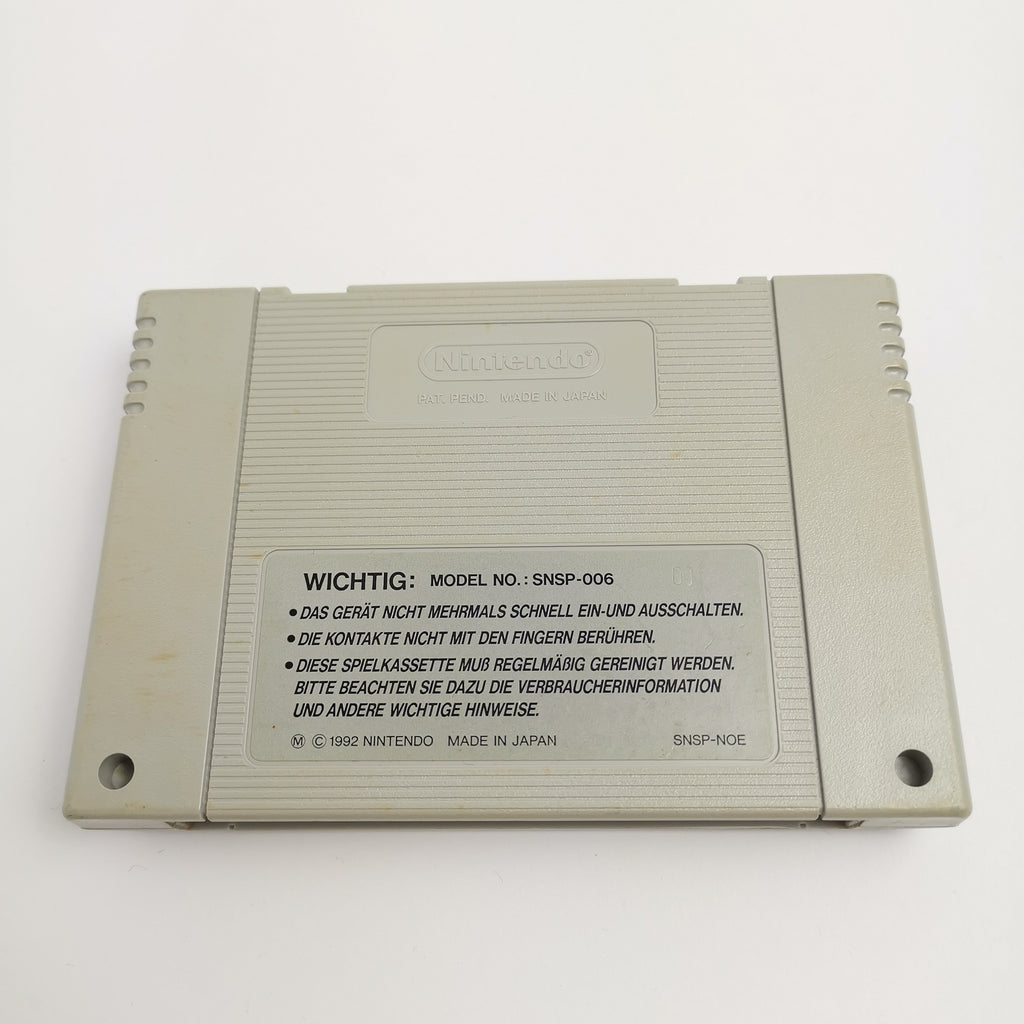 Nintendo®
PAT. PEND. MADE IN JAPAN
WICHTIG: MODEL NO.: SNSP-006
• DAS GERÄT NICHT MEHRMALS SCHNELL EIN-UND AUSSCHALTEN.
• DIE KONTAKTE NICHT MIT DEN FINGERN BERÜHREN.
• DIESE SPIELKASSETTE MUß REGELMÄßIG GEREINIGT WERDEN.
BITTE BEACHTEN SIE DAZU DIE VERBRAUCHERINFORMATION
UND ANDERE WICHTIGE HINWEISE.
Ⓜ © 1992 NINTENDO MADE IN JAPAN SNSP-NOE